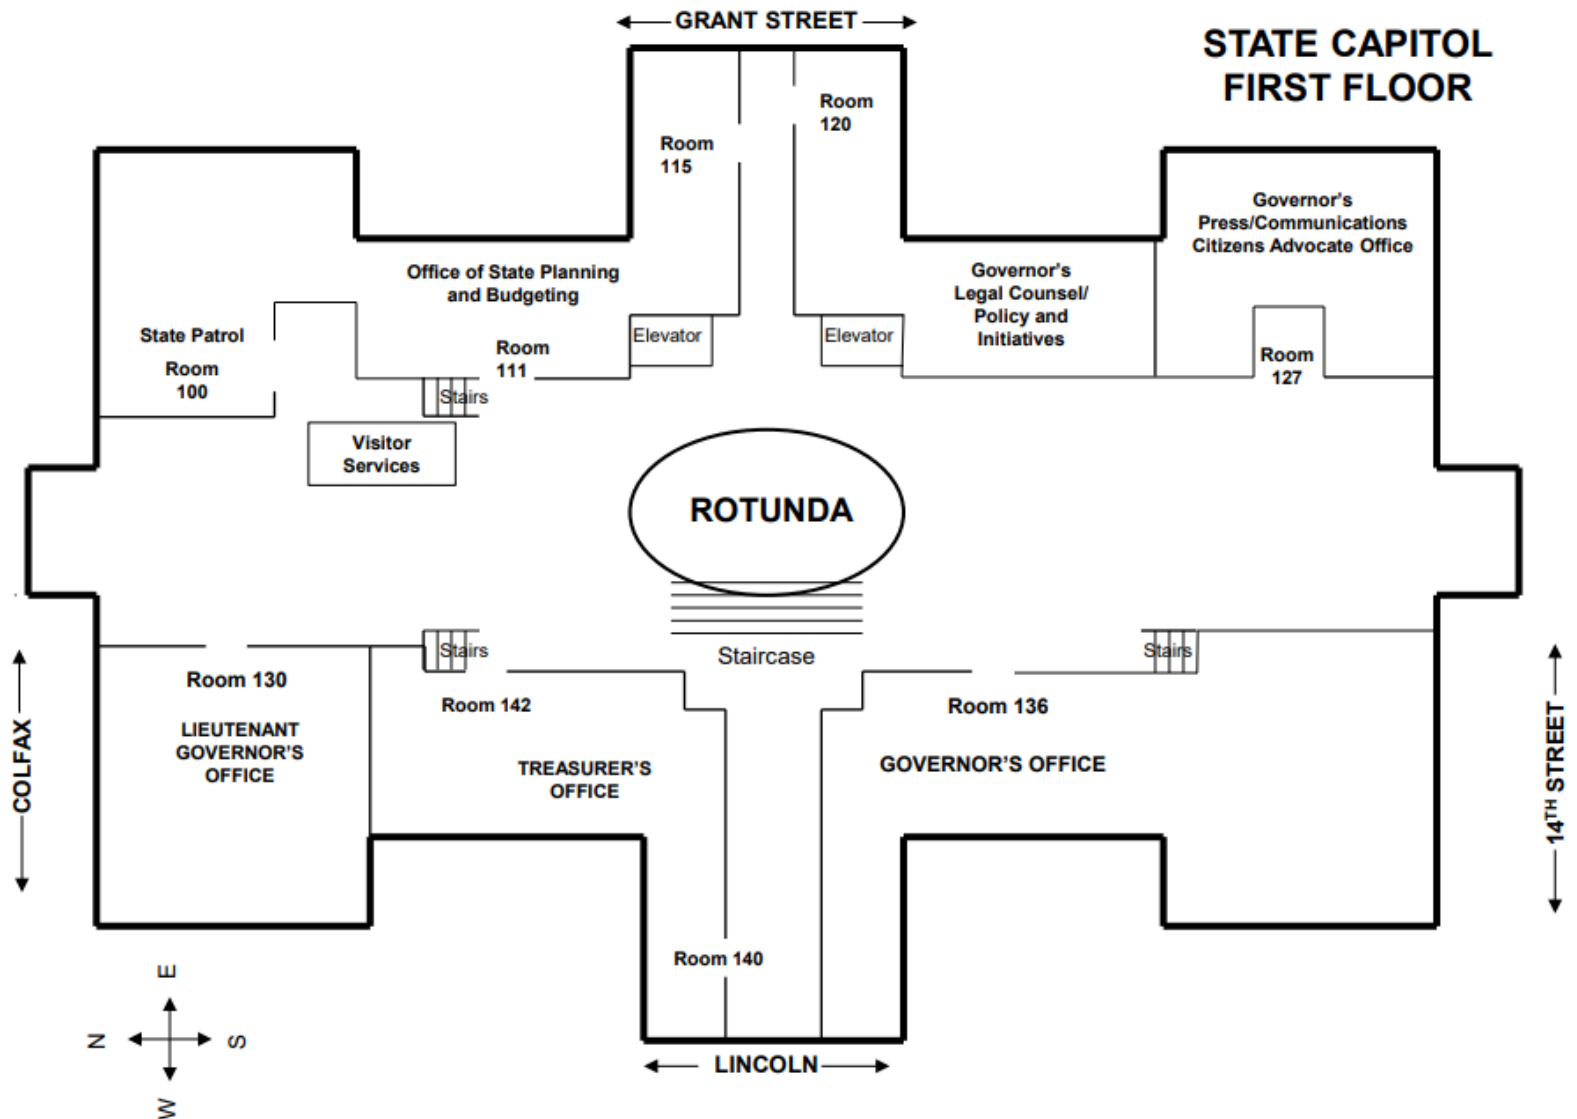 GRANT STREET
STATE CAPITOL
FIRST FLOOR
Room
120
Room
115
Governor's
Press/Communications
Citizens Advocate Office
Office of State Planning
and Budgeting
Governor's
Legal Counsel/
Policy and
Initiatives
State Patrol
Room
100
Room
111
Elevator
Elevator
Room
127
Stairs
Visitor
Services
ROTUNDA
Stairs
Staircase
Stairs
Room 130
Room 142
Room 136
LIEUTENANT
GOVERNOR'S
OFFICE
TREASURER'S
OFFICE
GOVERNOR'S OFFICE
COLFAX
14TH STREET
Room 140
E
N
S
W
LINCOLN